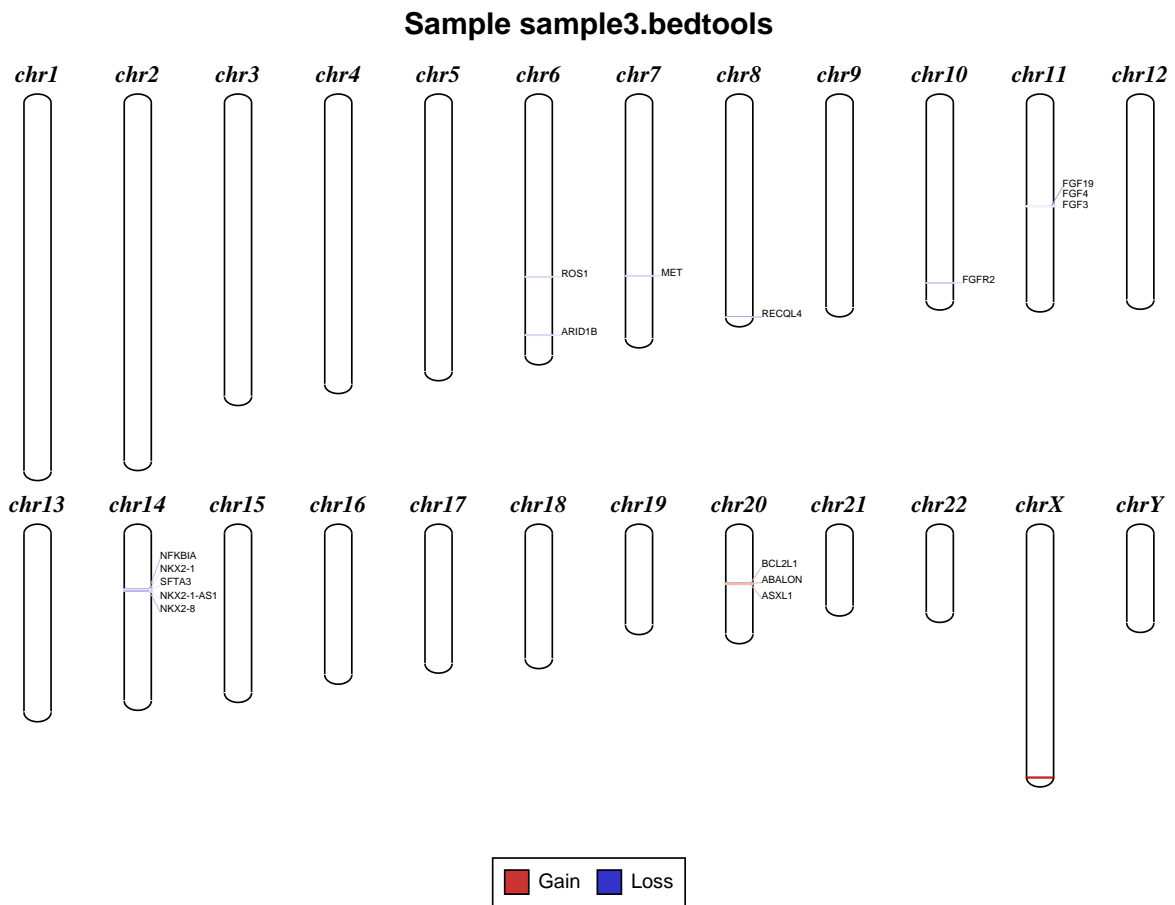 Sample sample3.bedtools
chr1 chr2 chr3 chr4 chr5 chr6 chr7 chr8 chr9 chr10 chr11 chr12
FGF19
FGF4
FGF3
ROS1
MET
FGFR2
RECQL4
ARID1B
chr13 chr14 chr15 chr16 chr17 chr18 chr19 chr20 chr21 chr22 chrX chrY
NFKBIA
NKX2-1
SFTA3
NKX2-1-AS1
NKX2-8
BCL2L1
ABALON
ASXL1
Gain Loss